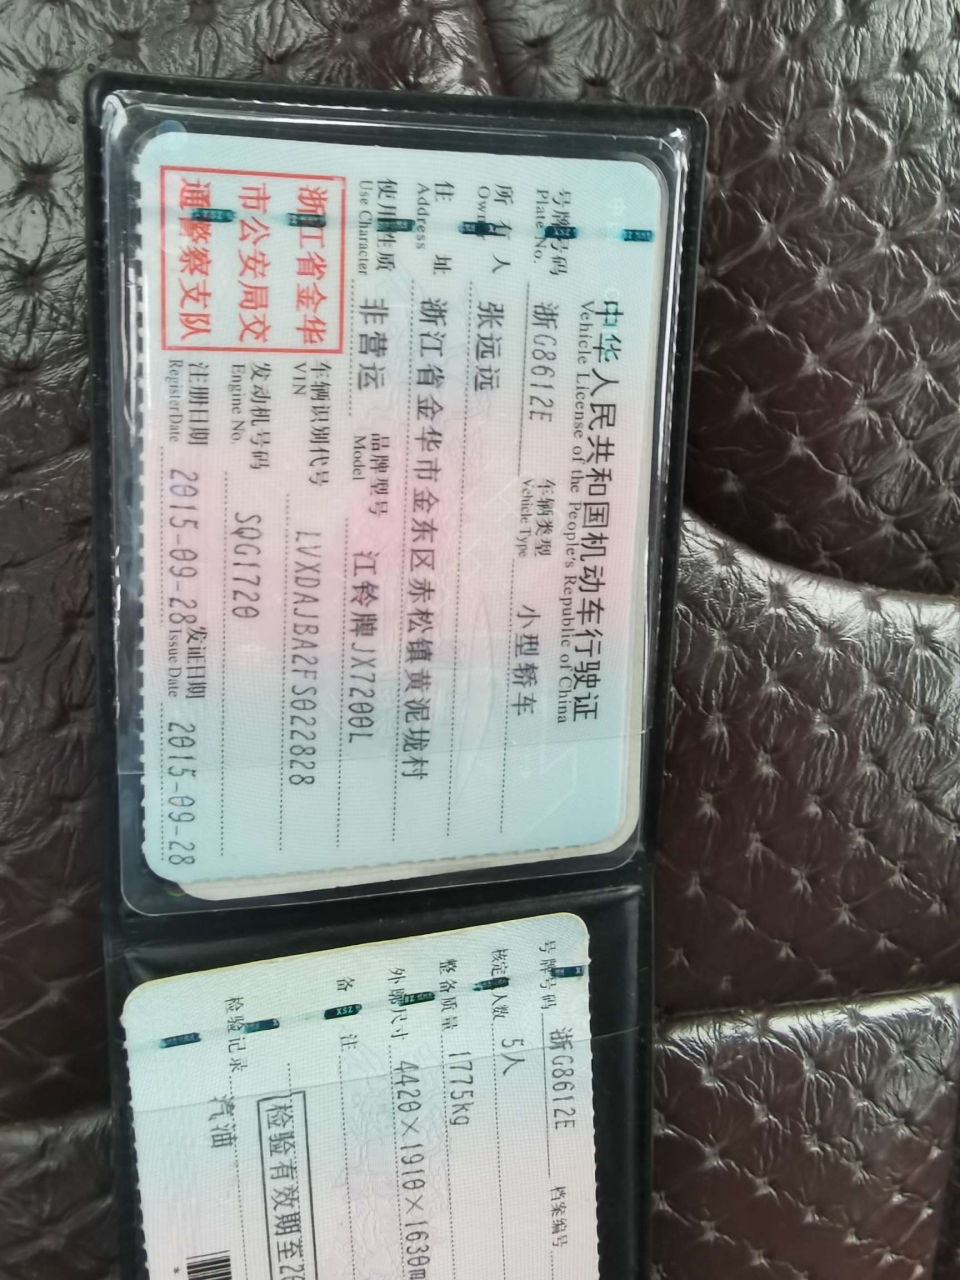 中华人民共和国机动车行驶证
Vehicle License of the People's Republic of China
号牌号码 浙G8612E 车辆类型 小型轿车
Plate No. Vehicle Type
所有人 张远远
Owner
住址 浙江省金华市金东区赤松镇黄泥垅村
Address
使用性质 非营运 品牌型号 江铃牌JX7200L
Use Character Model
浙江省金华
市公安局交
通警察支队
车辆识别代号 LVXDAJBA2FS022828
VIN
发动机号码 SQG1720
Engine No.
注册日期 2015-09-28 发证日期 2015-09-28
Register Date Issue Date
号牌号码 浙G8612E 档案编号
核定载人数 5人
整备质量 1775kg
外廓尺寸 4420×1910×1630m
备注
检验有效期至20
检验记录 汽油
*